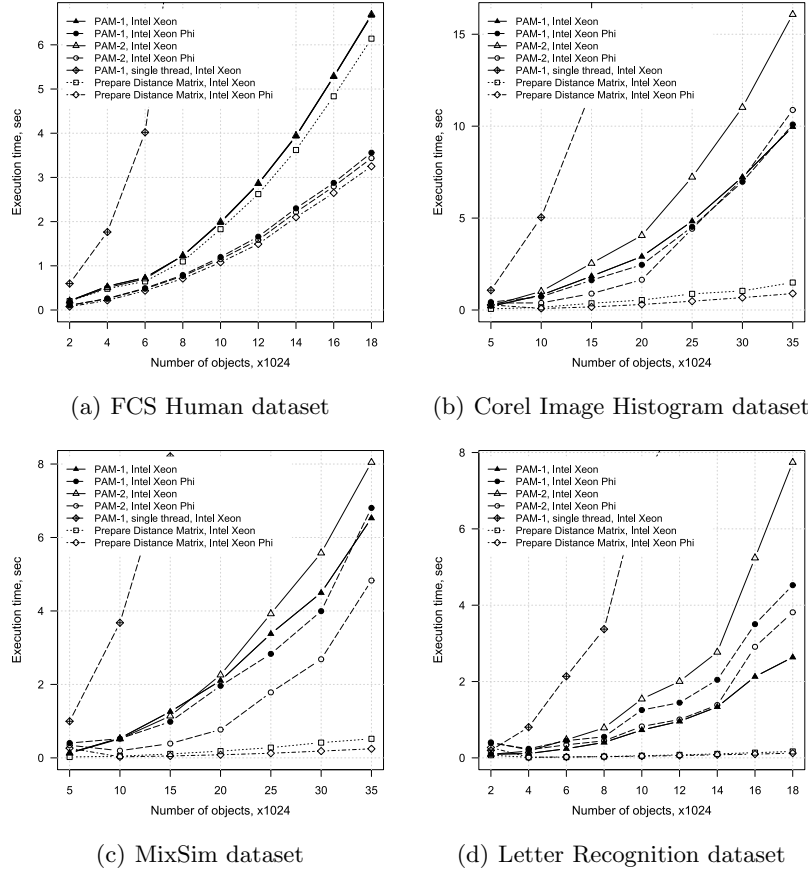 PAM-1, Intel Xeon
PAM-1, Intel Xeon Phi
PAM-2, Intel Xeon
PAM-2, Intel Xeon Phi
PAM-1, single thread, Intel Xeon
Prepare Distance Matrix, Intel Xeon
Prepare Distance Matrix, Intel Xeon Phi
Execution time, sec
6
5
4
3
2
1
0
2 4 6 8 10 12 14 16 18
Number of objects, x1024
(a) FCS Human dataset
PAM-1, Intel Xeon
PAM-1, Intel Xeon Phi
PAM-2, Intel Xeon
PAM-2, Intel Xeon Phi
PAM-1, single thread, Intel Xeon
Prepare Distance Matrix, Intel Xeon
Prepare Distance Matrix, Intel Xeon Phi
Execution time, sec
15
10
5
0
5 10 15 20 25 30 35
Number of objects, x1024
(b) Corel Image Histogram dataset
PAM-1, Intel Xeon
PAM-1, Intel Xeon Phi
PAM-2, Intel Xeon
PAM-2, Intel Xeon Phi
PAM-1, single thread, Intel Xeon
Prepare Distance Matrix, Intel Xeon
Prepare Distance Matrix, Intel Xeon Phi
Execution time, sec
8
6
4
2
0
5 10 15 20 25 30 35
Number of objects, x1024
(c) MixSim dataset
PAM-1, Intel Xeon
PAM-1, Intel Xeon Phi
PAM-2, Intel Xeon
PAM-2, Intel Xeon Phi
PAM-1, single thread, Intel Xeon
Prepare Distance Matrix, Intel Xeon
Prepare Distance Matrix, Intel Xeon Phi
Execution time, sec
8
6
4
2
0
2 4 6 8 10 12 14 16 18
Number of objects, x1024
(d) Letter Recognition dataset